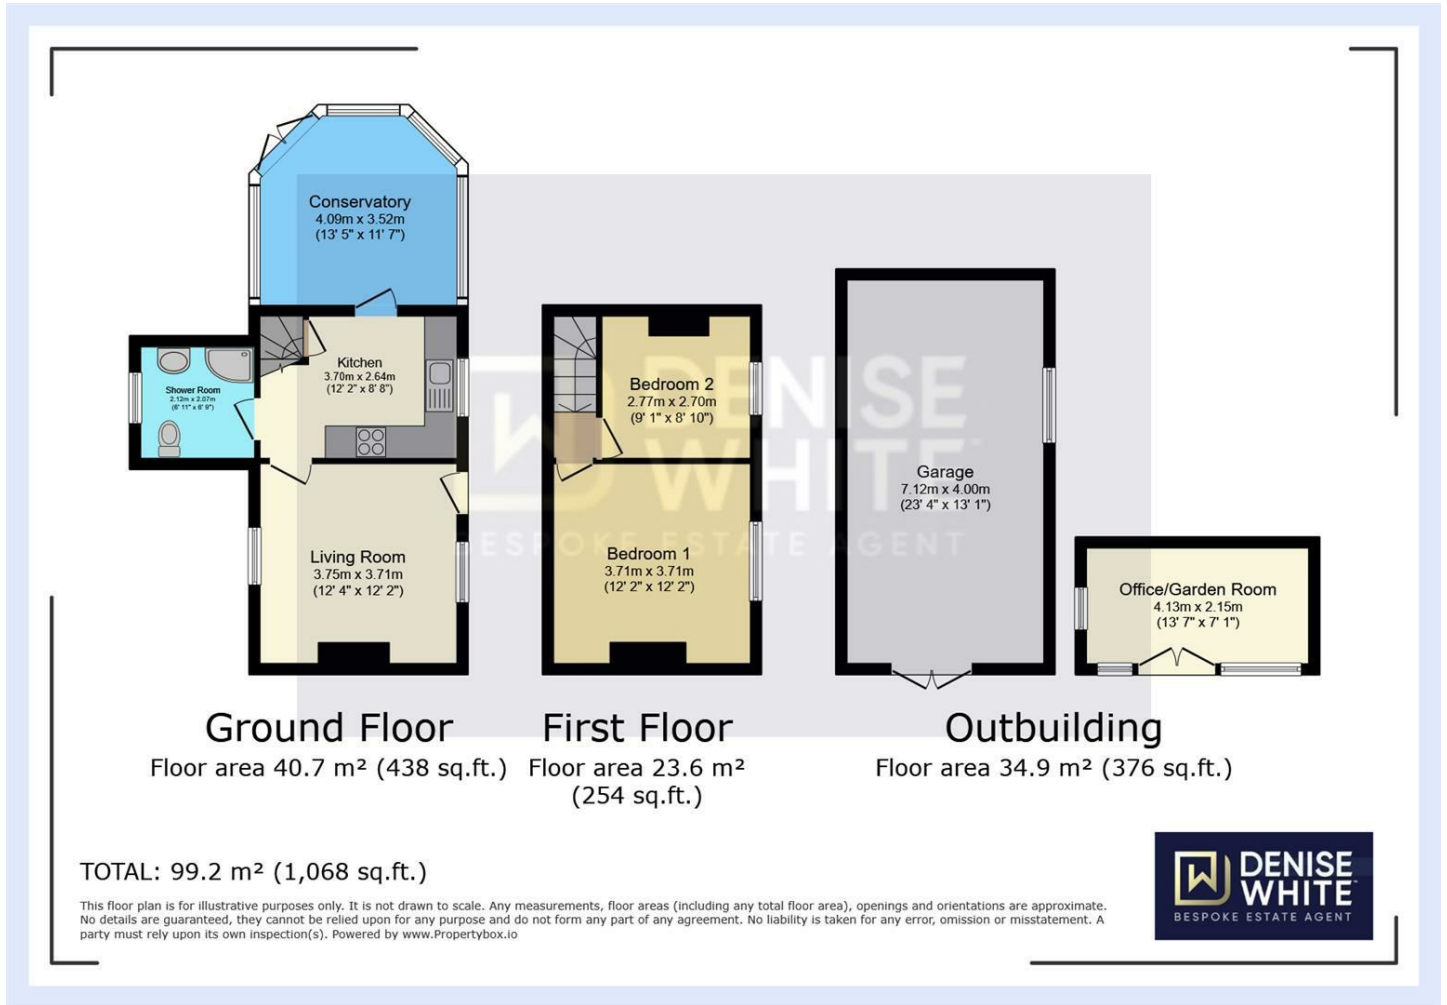 Conservatory
4.09m x 3.52m
(13' 5" x 11' 7")
Kitchen
3.70m x 2.64m
(12' 2" x 8' 8")
Shower Room
2.12m x 2.07m
(6' 11" x 6' 9")
Living Room
3.75m x 3.71m
(12' 4" x 12' 2")
Bedroom 2
2.77m x 2.70m
(9' 1" x 8' 10")
Bedroom 1
3.71m x 3.71m
(12' 2" x 12' 2")
Garage
7.12m x 4.00m
(23' 4" x 13' 1")
Office/Garden Room
4.13m x 2.15m
(13' 7" x 7' 1")
DENISE
WHITE™
BESPOKE ESTATE AGENT
Ground Floor
Floor area 40.7 m² (438 sq.ft.)
First Floor
Floor area 23.6 m²
(254 sq.ft.)
Outbuilding
Floor area 34.9 m² (376 sq.ft.)
TOTAL: 99.2 m² (1,068 sq.ft.)
This floor plan is for illustrative purposes only. It is not drawn to scale. Any measurements, floor areas (including any total floor area), openings and orientations are approximate.
No details are guaranteed, they cannot be relied upon for any purpose and do not form any part of any agreement. No liability is taken for any error, omission or misstatement. A
party must rely upon its own inspection(s). Powered by www.Propertybox.io
DENISE
WHITE™
BESPOKE ESTATE AGENT